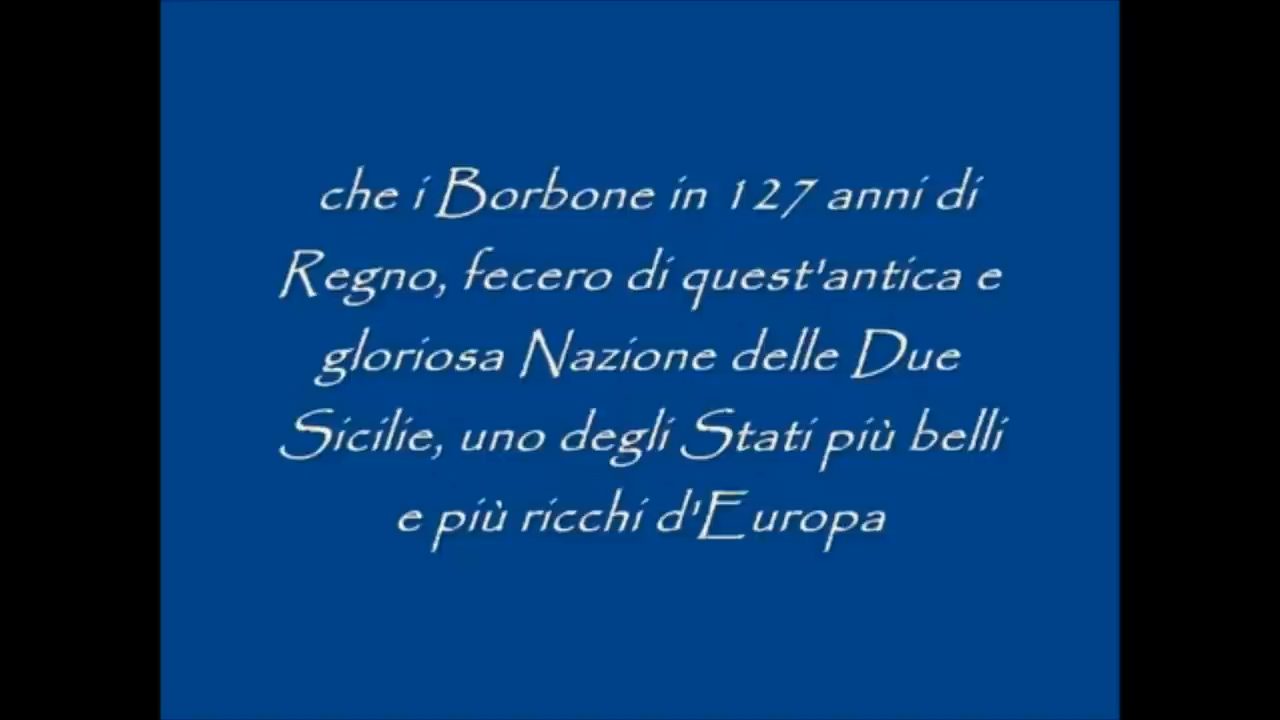 che i Borbone in 127 anni di
Regno, fecero di quest'antica e
gloriosa Nazione delle Due
Sicilie, uno degli Stati più belli
e più ricchi d'Europa